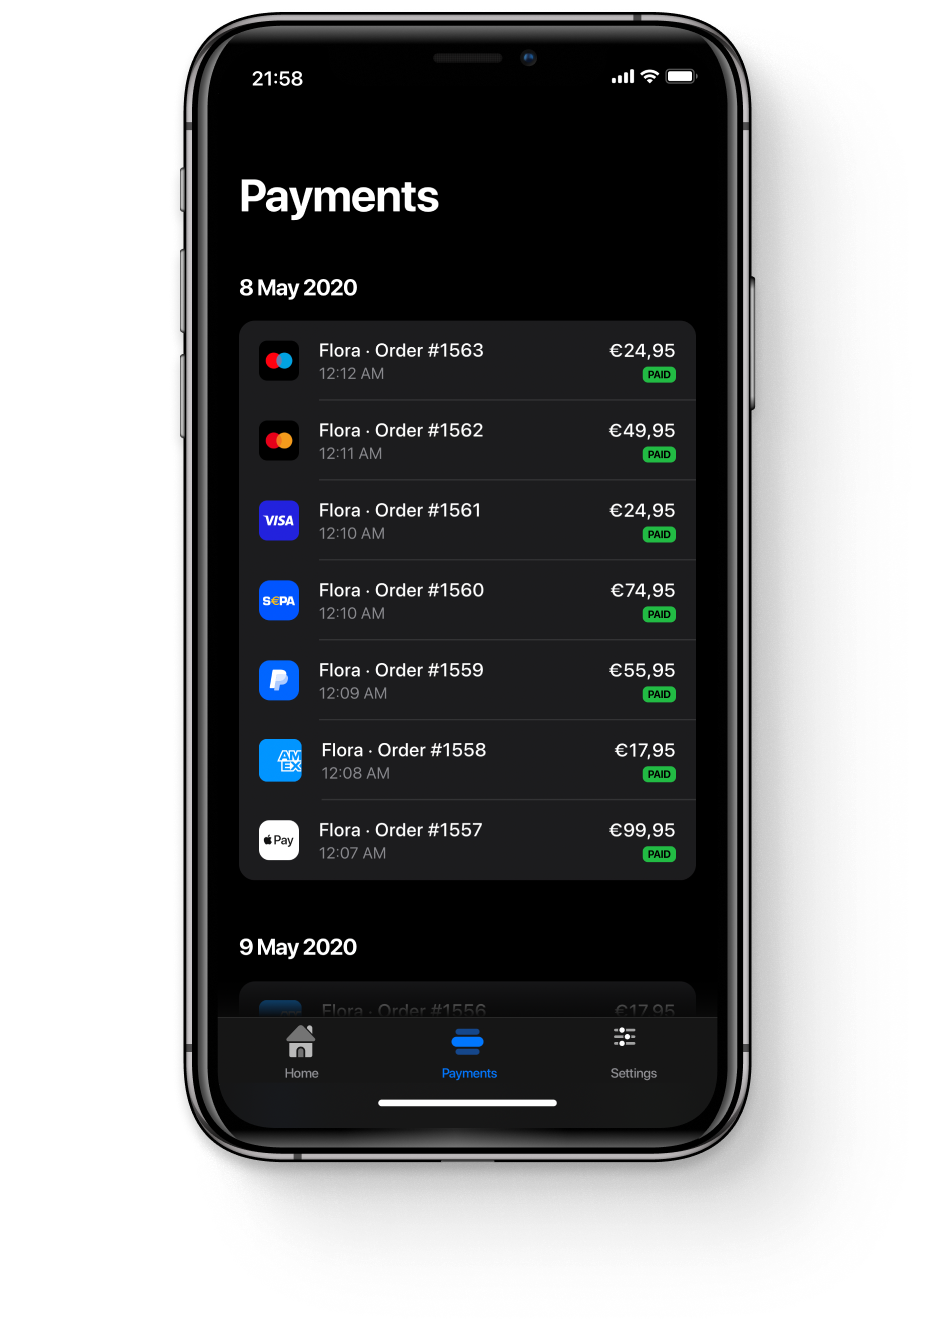 21:58
Payments
8 May 2020
Flora · Order #1563
€24,95
12:12 AM
PAID
Flora · Order #1562
€49,95
12:11 AM
PAID
VISA
Flora · Order #1561
€24,95
12:10 AM
PAID
S€PA
Flora · Order #1560
€74,95
12:10 AM
PAID
Flora · Order #1559
€55,95
12:09 AM
PAID
AM
EX
Flora · Order #1558
€17,95
12:08 AM
PAID
Pay
Flora · Order #1557
€99,95
12:07 AM
PAID
9 May 2020
Flora · Order #1556
€17,95
Home
Payments
Settings